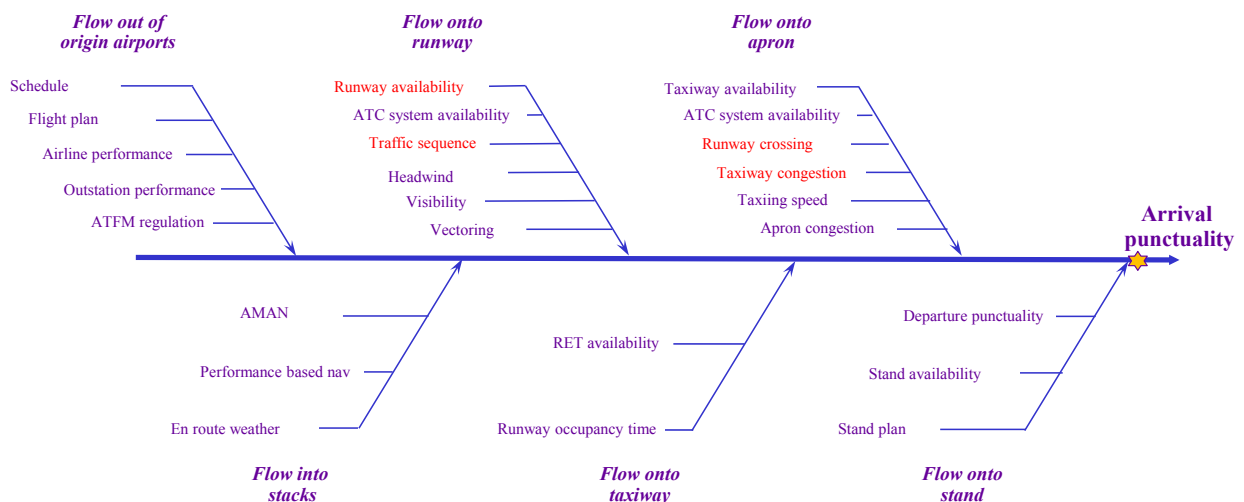 Flow out of
origin airports
Schedule
Flight plan
Airline performance
Outstation performance
ATFM regulation
Flow onto
runway
Runway availability
ATC system availability
Traffic sequence
Headwind
Visibility
Vectoring
Flow onto
apron
Taxiway availability
ATC system availability
Runway crossing
Taxiway congestion
Taxiing speed
Apron congestion
Arrival
punctuality
AMAN
Performance based nav
En route weather
Flow into
stacks
RET availability
Runway occupancy time
Flow onto
taxiway
Departure punctuality
Stand availability
Stand plan
Flow onto
stand